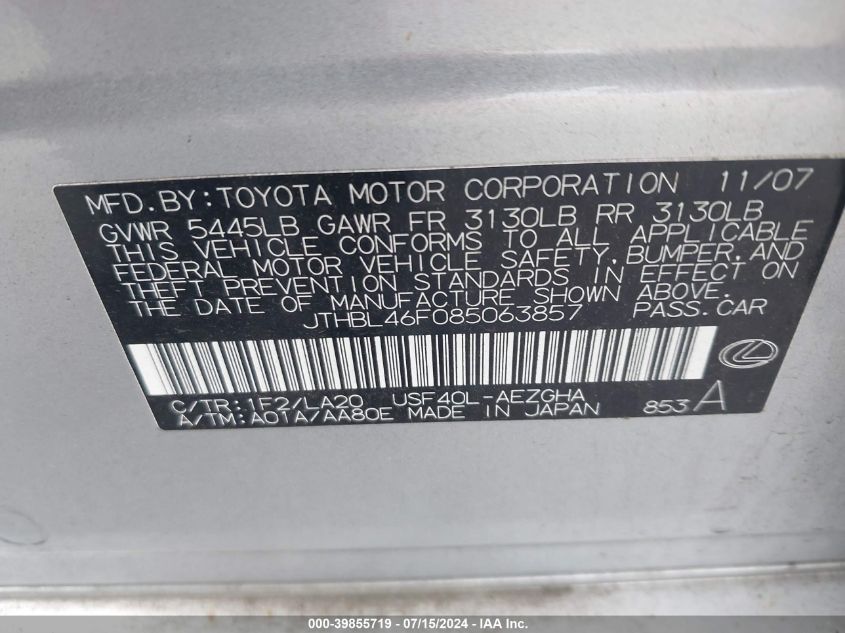 MFD. BY: TOYOTA MOTOR CORPORATION 11/07
GVWR 5445LB GAWR FR 3130LB RR 3130LB
THIS VEHICLE CONFORMS TO ALL APPLICABLE
FEDERAL MOTOR VEHICLE SAFETY, BUMPER, AND
THEFT PREVENTION STANDARDS IN EFFECT ON
THE DATE OF MANUFACTURE SHOWN ABOVE.
JTHBL46F085063857 PASS. CAR
C/TR: 1F2/LA20 USF40L-AEZGHA
A/TM: A01A/AA80E MADE IN JAPAN 853 A
000-39855719 - 07/15/2024 - IAA Inc.